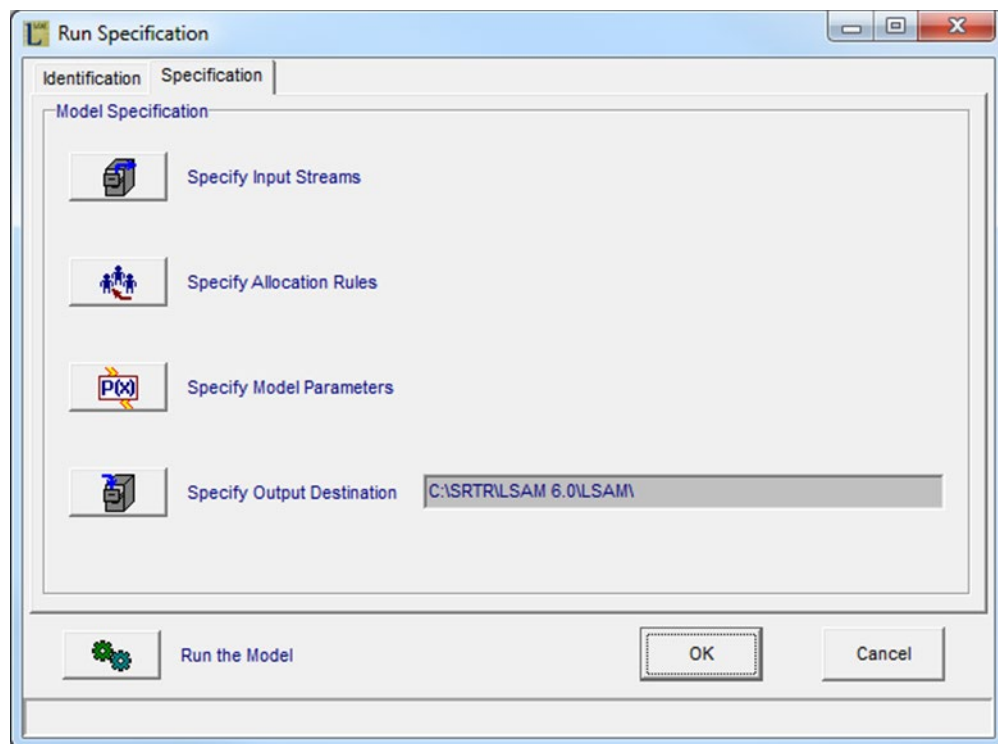 Run Specification
Identification
Specification
Model Specification
Specify Input Streams
Specify Allocation Rules
P(x)
Specify Model Parameters
Specify Output Destination
C:\SRTR\LSAM 6.0\LSAM\
Run the Model
OK
Cancel